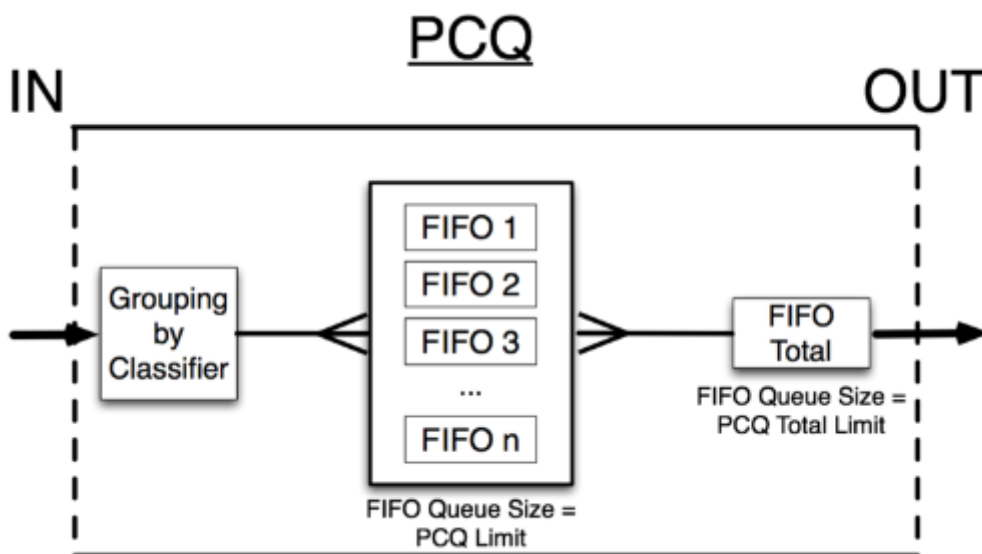 PCQ
IN
OUT
Grouping
by
Classifier
FIFO 1
FIFO 2
FIFO 3
...
FIFO n
FIFO Queue Size =
PCQ Limit
FIFO
Total
FIFO Queue Size =
PCQ Total Limit